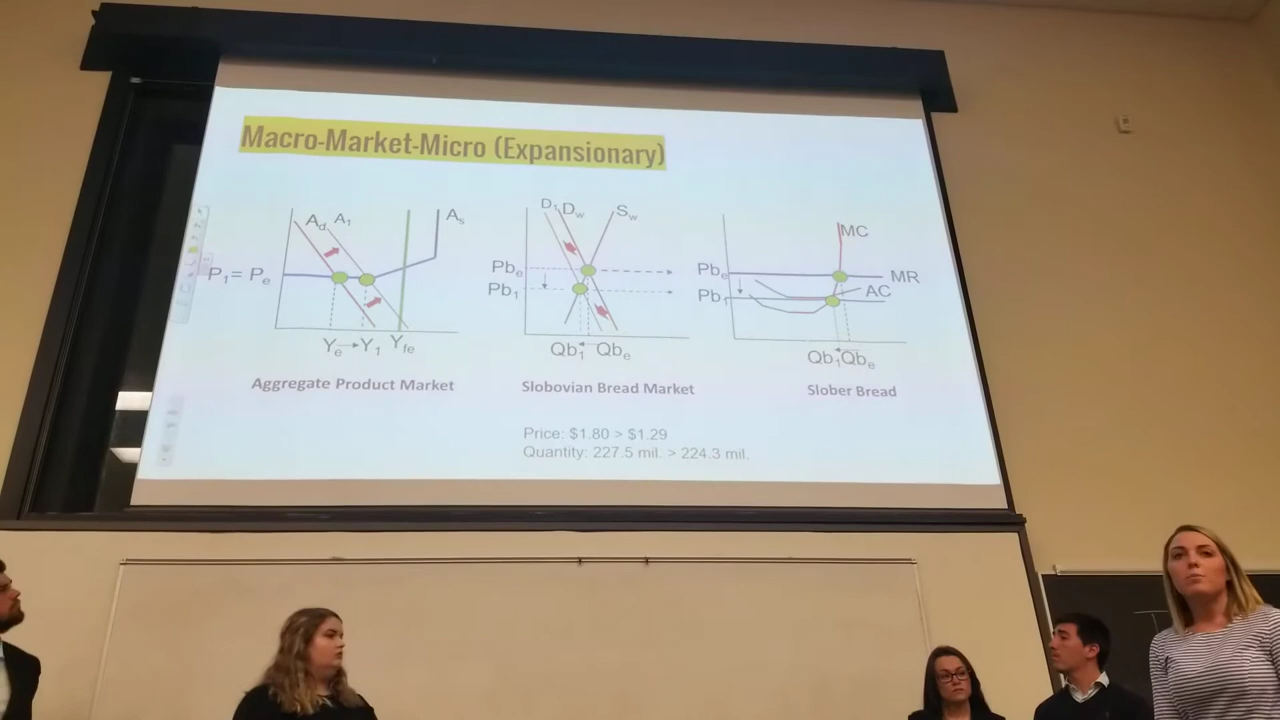 Macro-Market-Micro (Expansionary)
Ad A1 As
P1= Pe
Ye→Y1 Yfe
Aggregate Product Market
D1 Dw Sw
Pbe
Pb1
Qb1 Qbe
Slobovian Bread Market
MC
Pbe MR
Pb1 AC
Qb1 Qbe
Slober Bread
Price: $1.80 > $1.29
Quantity: 227.5 mil. > 224.3 mil.